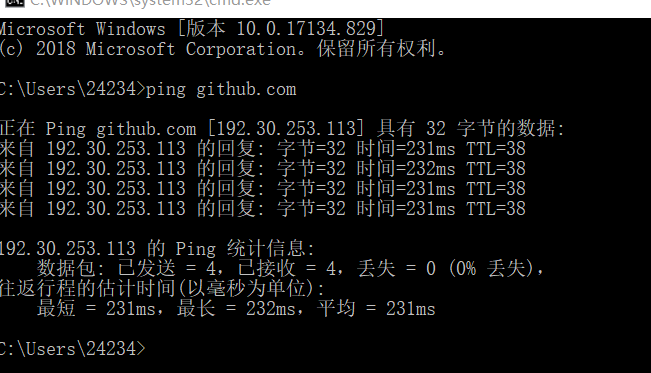 C:\WINDOWS\system32\cmd.exe
Microsoft Windows [版本 10.0.17134.829]
(c) 2018 Microsoft Corporation。保留所有权利。
C:\Users\24234>ping github.com
正在 Ping github.com [192.30.253.113] 具有 32 字节的数据:
来自 192.30.253.113 的回复: 字节=32 时间=231ms TTL=38
来自 192.30.253.113 的回复: 字节=32 时间=232ms TTL=38
来自 192.30.253.113 的回复: 字节=32 时间=231ms TTL=38
来自 192.30.253.113 的回复: 字节=32 时间=231ms TTL=38
192.30.253.113 的 Ping 统计信息:
数据包: 已发送 = 4，已接收 = 4，丢失 = 0 (0% 丢失)，
往返行程的估计时间(以毫秒为单位):
最短 = 231ms，最长 = 232ms，平均 = 231ms
C:\Users\24234>